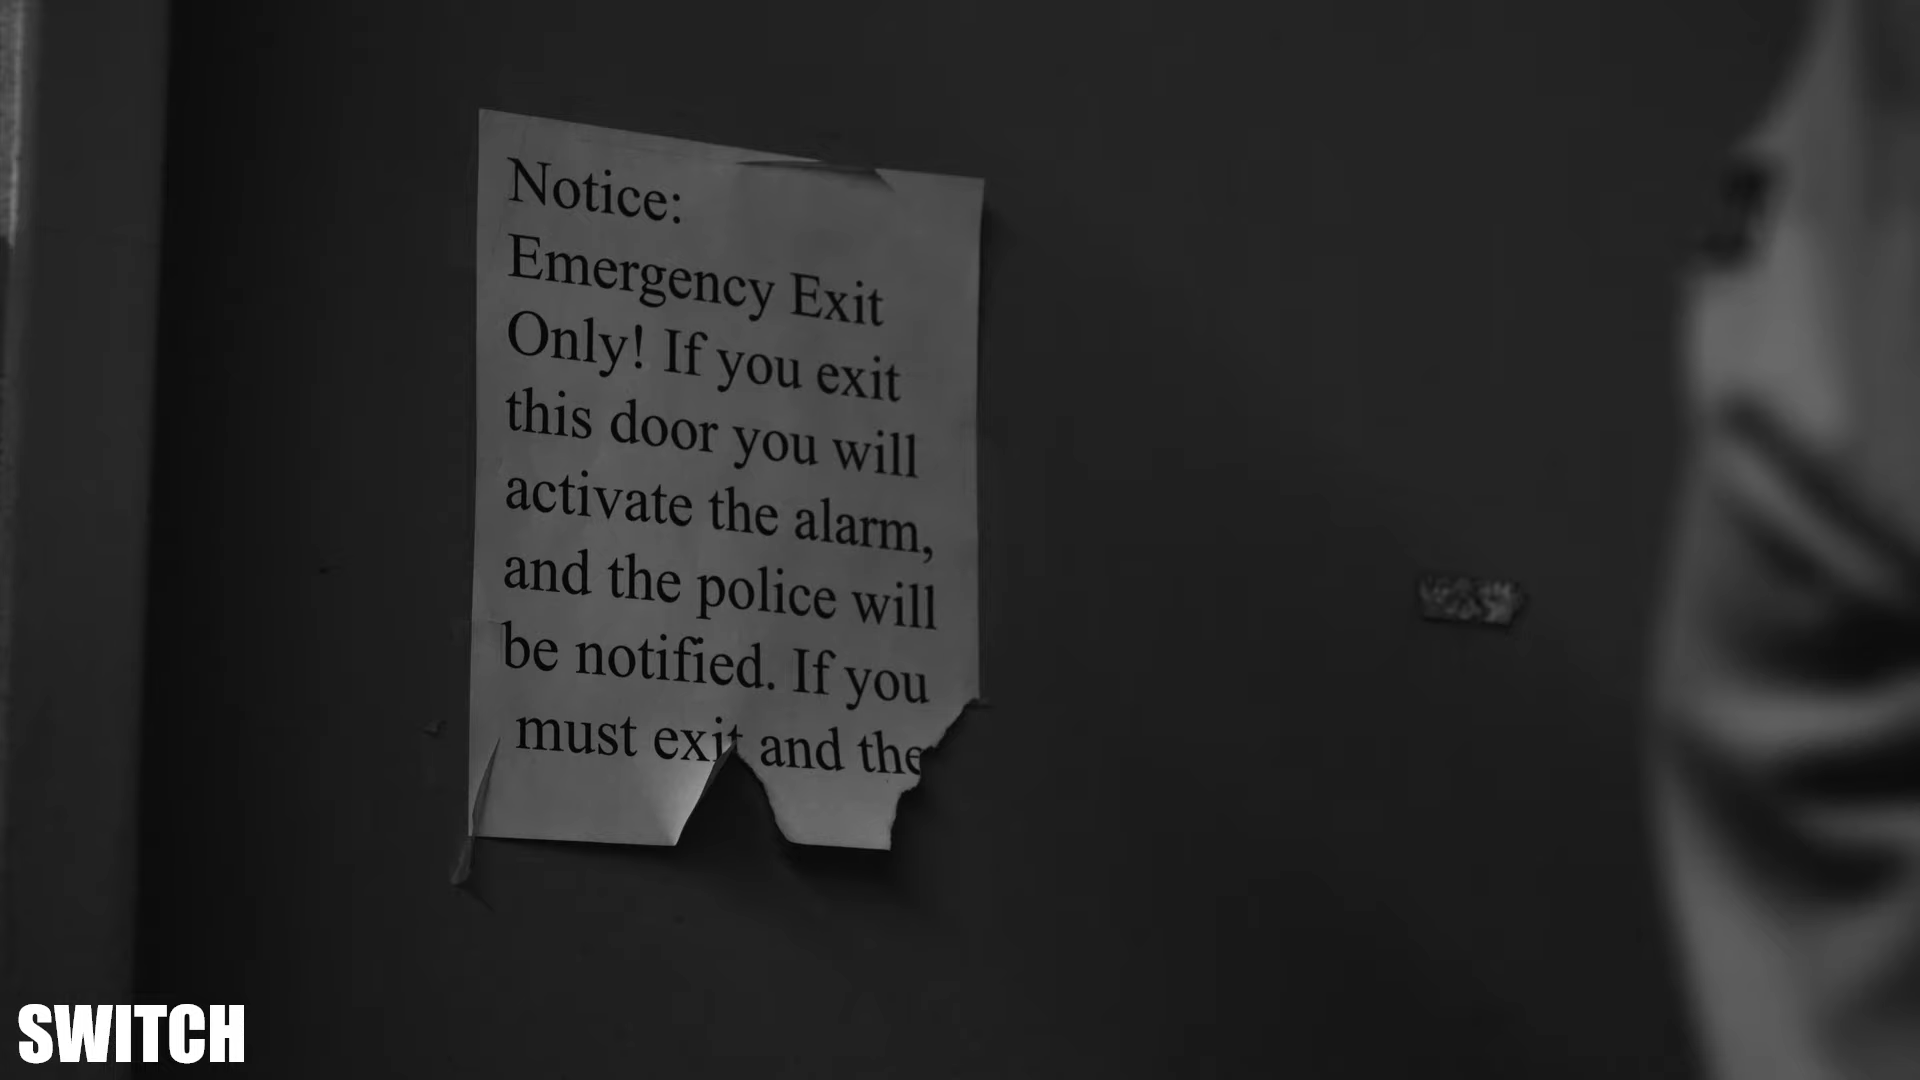 Notice:
Emergency Exit
Only! If you exit
this door you will
activate the alarm,
and the police will
be notified. If you
must exit and the
SWITCH